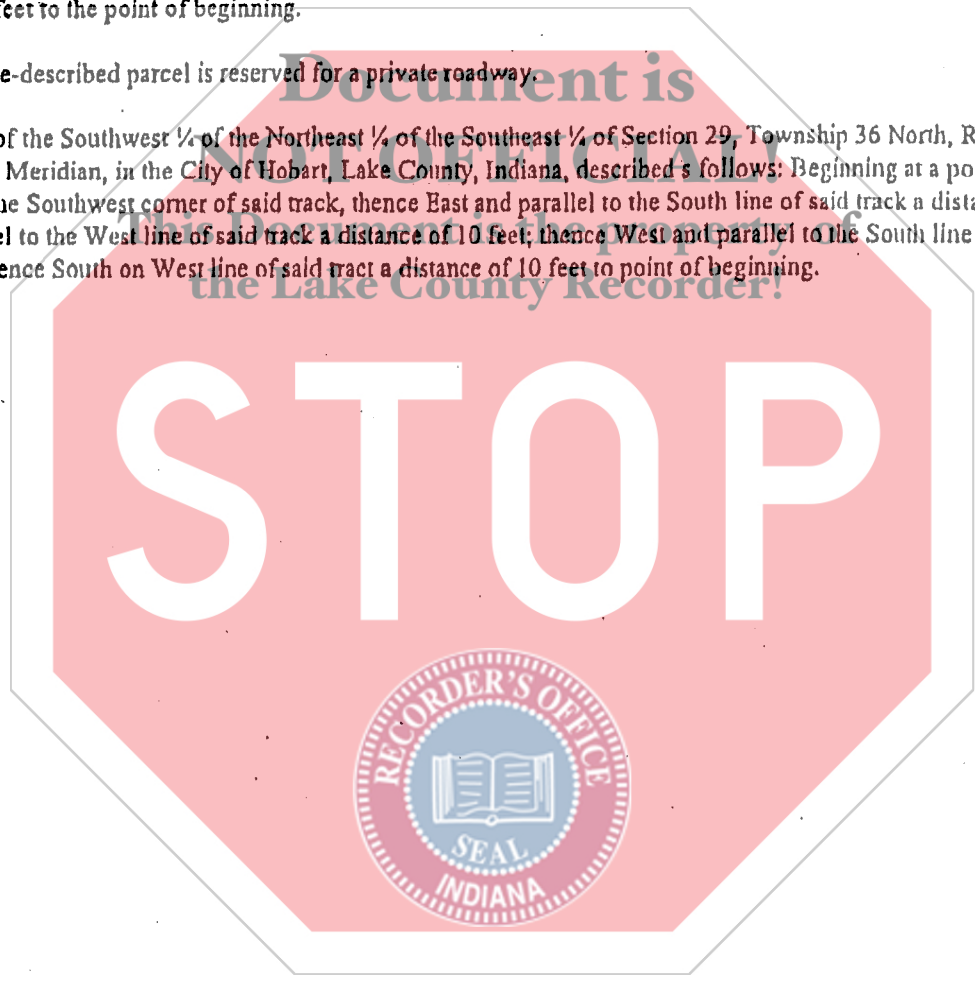 feet to the point of beginning.
e-described parcel is reserved for a private roadway.
of the Southwest ¼ of the Northeast ¼ of the Southeast ¼ of Section 29, Township 36 North, R
Meridian, in the City of Hobart, Lake County, Indiana, described s follows: Beginning at a po
e Southwest corner of said track, thence East and parallel to the South line of said track a dista
el to the West line of said track a distance of 10 feet; thence West and parallel to the South line
ence South on West line of said tract a distance of 10 feet to point of beginning.
Document is
NOT OFFICIAL!
This Document is the property of
the Lake County Recorder!
STOP
RECORDER'S OFFICE
SEAL
INDIANA